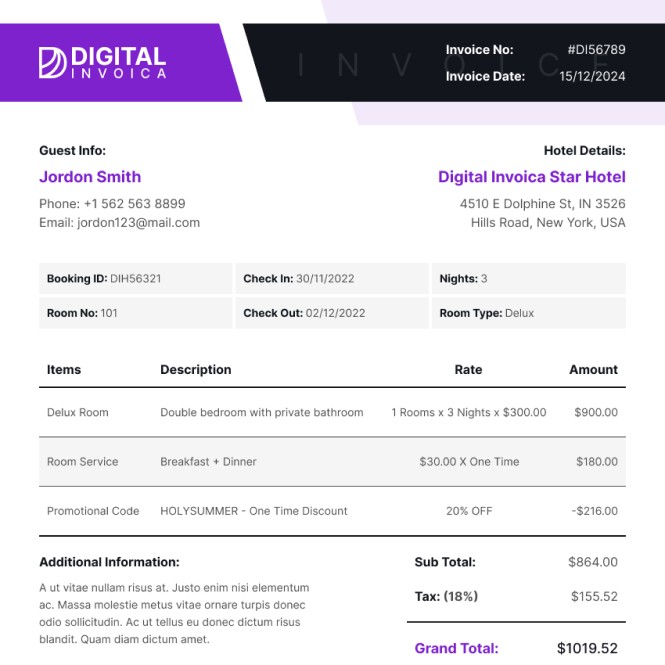 DIGITAL
INVOICA
INVOICE
Invoice No: #DI56789
Invoice Date: 15/12/2024
Guest Info:
Jordon Smith
Phone: +1 562 563 8899
Email: jordon123@mail.com
Hotel Details:
Digital Invoica Star Hotel
4510 E Dolphine St, IN 3526
Hills Road, New York, USA
Booking ID: DIH56321 Check In: 30/11/2022 Nights: 3
Room No: 101 Check Out: 02/12/2022 Room Type: Delux
Items Description Rate Amount
Delux Room Double bedroom with private bathroom 1 Rooms x 3 Nights x $300.00 $900.00
Room Service Breakfast + Dinner $30.00 X One Time $180.00
Promotional Code HOLYSUMMER - One Time Discount 20% OFF -$216.00
Additional Information:
A ut vitae nullam risus at. Justo enim nisi elementum
ac. Massa molestie metus vitae ornare turpis donec
odio sollicitudin. Ac ut tellus eu donec dictum risus
blandit. Quam diam dictum amet.
Sub Total: $864.00
Tax: (18%) $155.52
Grand Total: $1019.52